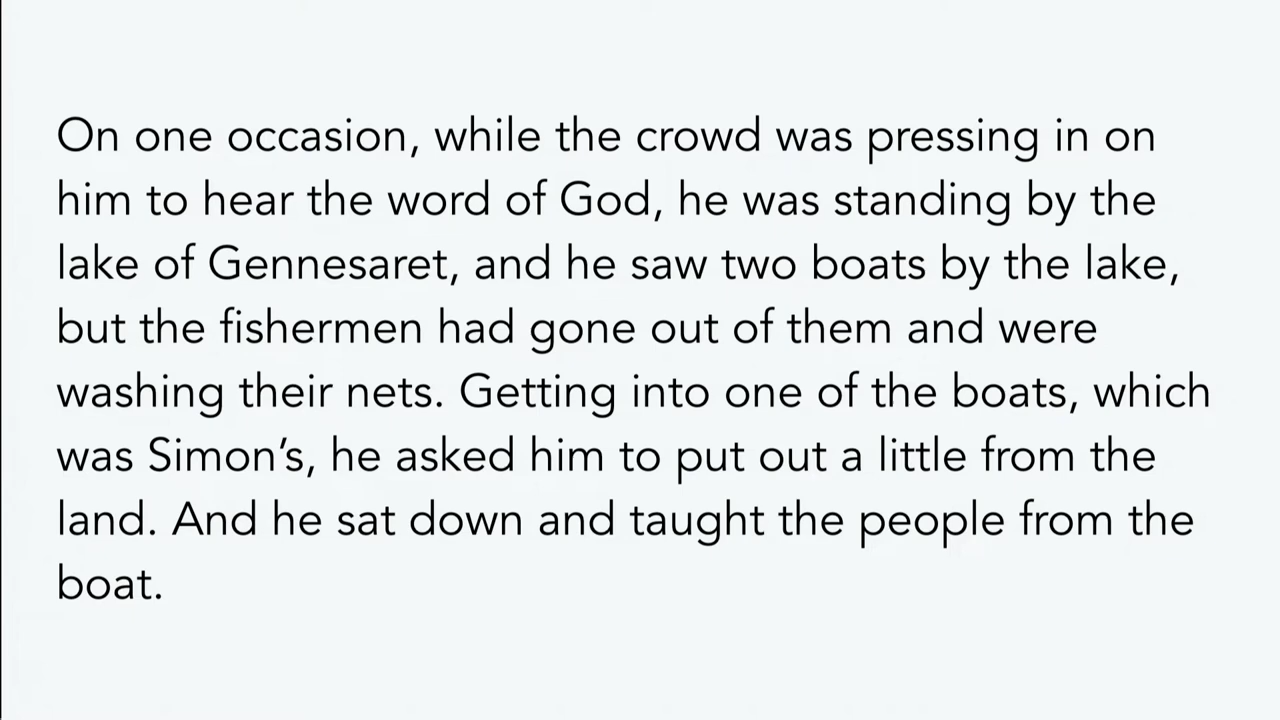 On one occasion, while the crowd was pressing in on
him to hear the word of God, he was standing by the
lake of Gennesaret, and he saw two boats by the lake,
but the fishermen had gone out of them and were
washing their nets. Getting into one of the boats, which
was Simon’s, he asked him to put out a little from the
land. And he sat down and taught the people from the
boat.